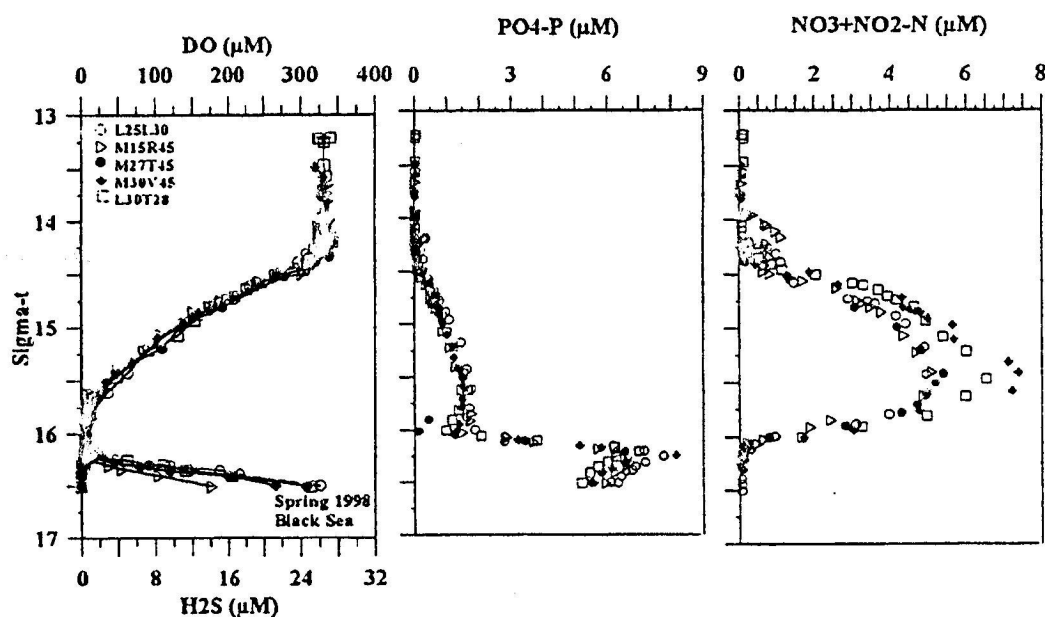 DO (µM)
0 100 200 300 400
PO4-P (µM)
0 3 6 9
NO3+NO2-N (µM)
0 2 4 6 8
Sigma-t
13
14
15
16
17
L25L30
M15R45
M27T45
M30V45
L30T28
Spring 1998
Black Sea
0 8 16 24 32
H2S (µM)